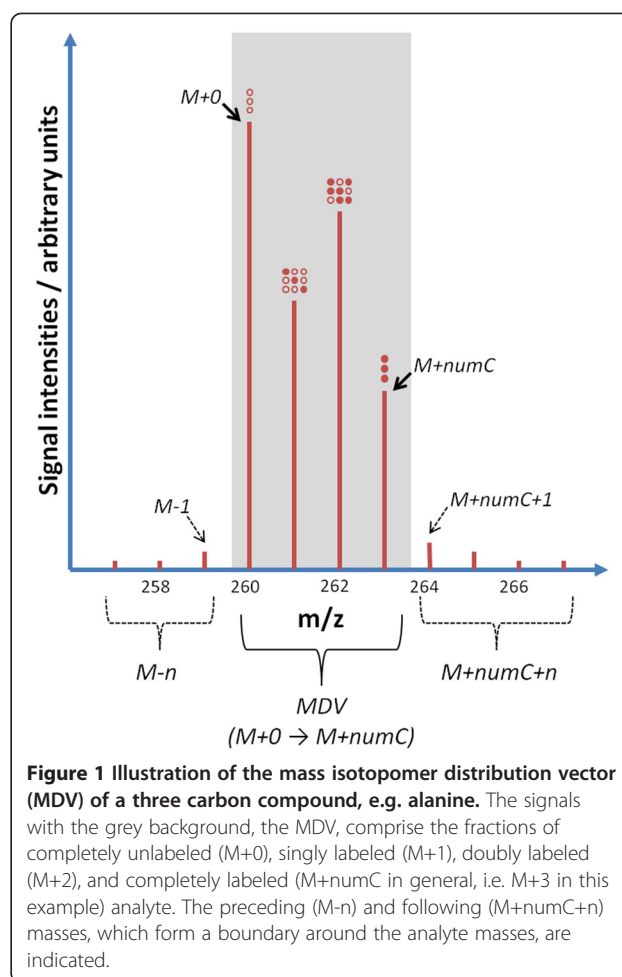 Signal intensities / arbitrary units
M+0
M+numC
M-1
M+numC+1
258 260 262 264 266
m/z
M-n
M+numC+n
MDV
(M+0 → M+numC)
Figure 1 Illustration of the mass isotopomer distribution vector
(MDV) of a three carbon compound, e.g. alanine. The signals
with the grey background, the MDV, comprise the fractions of
completely unlabeled (M+0), singly labeled (M+1), doubly labeled
(M+2), and completely labeled (M+numC in general, i.e. M+3 in this
example) analyte. The preceding (M-n) and following (M+numC+n)
masses, which form a boundary around the analyte masses, are
indicated.